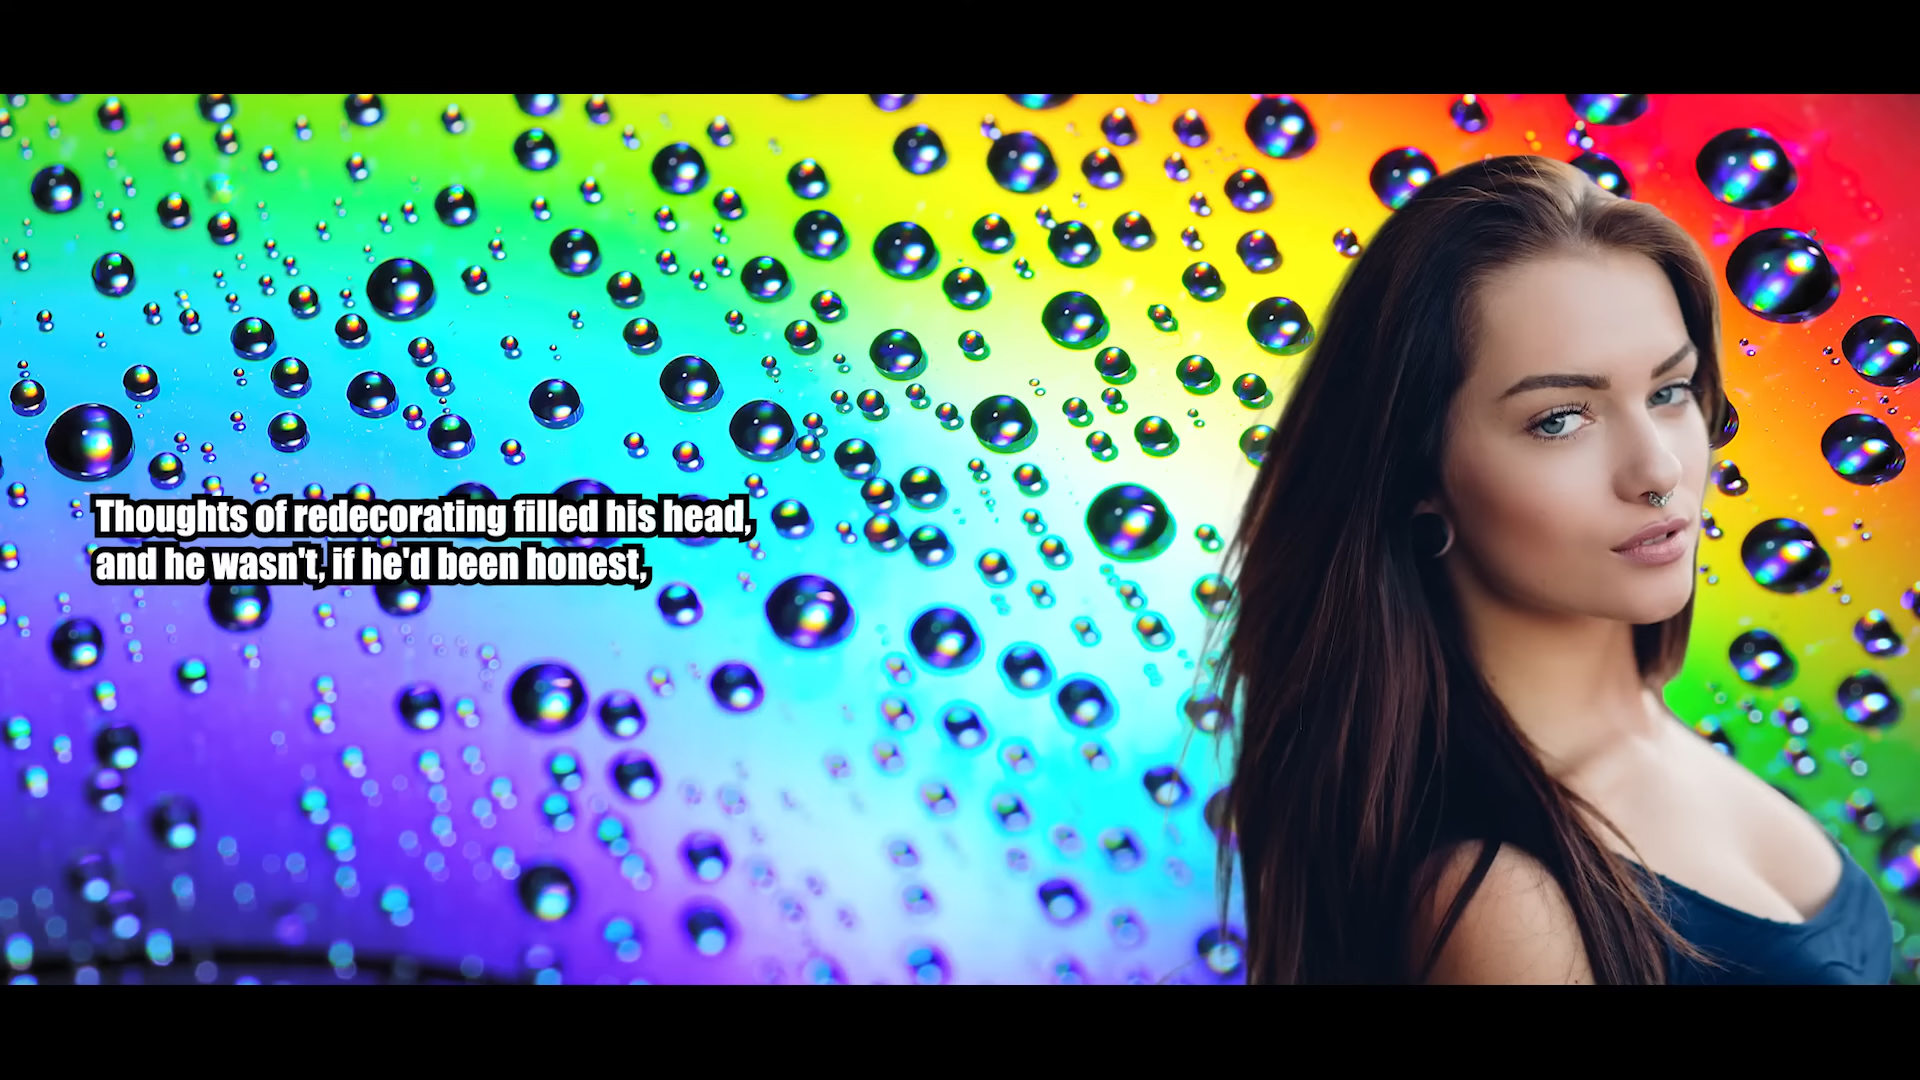 Thoughts of redecorating filled his head,
and he wasn't, if he'd been honest,